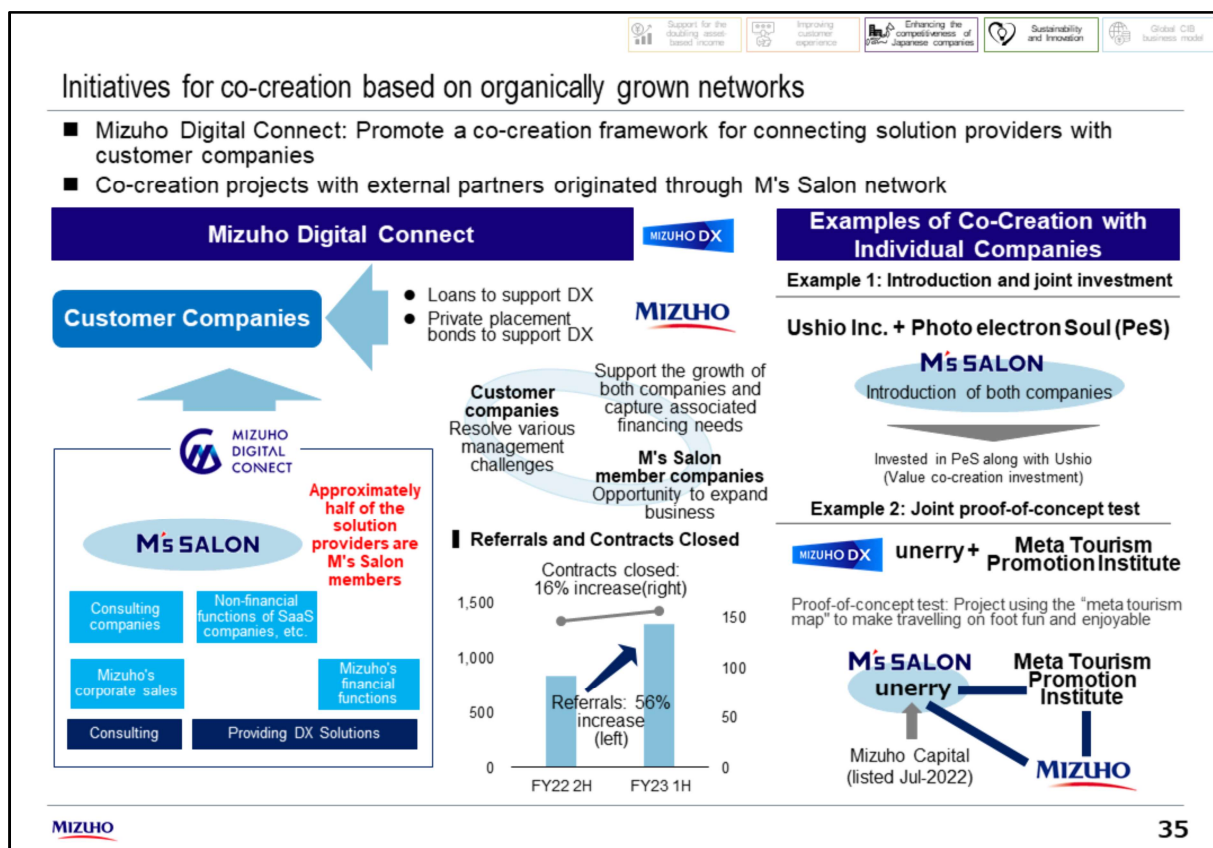 Support for the
doubling asset-
based income
Improving
customer
experience
Enhancing the
competitiveness of
Japanese companies
Sustainability
and Innovation
Global CIB
business model
Initiatives for co-creation based on organically grown networks
■ Mizuho Digital Connect: Promote a co-creation framework for connecting solution providers with
customer companies
■ Co-creation projects with external partners originated through M's Salon network
Mizuho Digital Connect
MIZUHO DX
Customer Companies
● Loans to support DX
● Private placement
bonds to support DX
MIZUHO
MIZUHO
DIGITAL
CONNECT
Approximately
half of the
solution
providers are
M's Salon
members
M's SALON
Consulting
companies
Non-financial
functions of SaaS
companies, etc.
Mizuho's
corporate sales
Mizuho's
financial
functions
Consulting
Providing DX Solutions
Customer
companies
Resolve various
management
challenges
Support the growth of
both companies and
capture associated
financing needs
M's Salon
member companies
Opportunity to expand
business
Referrals and Contracts Closed
Contracts closed:
16% increase(right)
1,500
1,000
500
0
150
100
50
0
Referrals: 56%
increase
(left)
FY22 2H
FY23 1H
Examples of Co-Creation with
Individual Companies
Example 1: Introduction and joint investment
Ushio Inc. + Photo electron Soul (PeS)
M's SALON
Introduction of both companies
Invested in PeS along with Ushio
(Value co-creation investment)
Example 2: Joint proof-of-concept test
MIZUHO DX
unerry +
Meta Tourism
Promotion Institute
Proof-of-concept test: Project using the “meta tourism
map" to make travelling on foot fun and enjoyable
M's SALON
unerry
Meta Tourism
Promotion
Institute
Mizuho Capital
(listed Jul-2022)
MIZUHO
MIZUHO
35